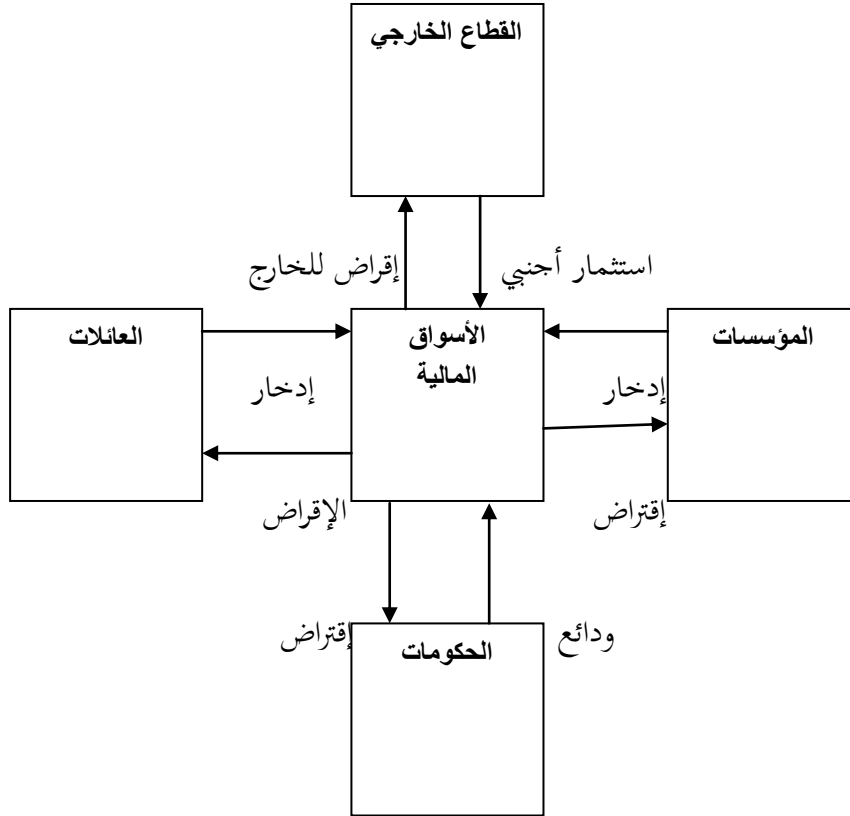 القطاع الخارجي
استثمار أجنبي
إقراض للخارج
المؤسسات
الأسواق
المالية
العائلات
إدخار
إدخار
إقتراض
الإقراض
ودائع
إقتراض
الحكومات